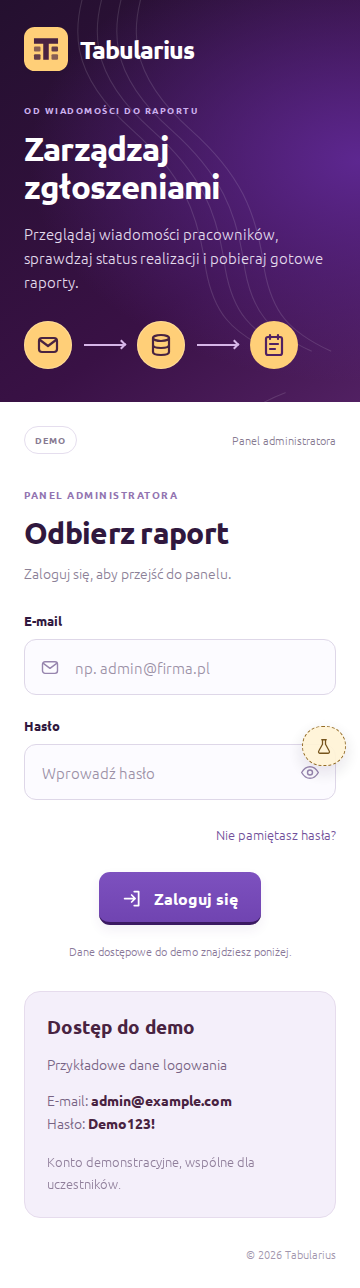 Tabularius
OD WIADOMOŚCI DO RAPORTU
Zarządzaj
zgłoszeniami
Przeglądaj wiadomości pracowników,
sprawdzaj status realizacji i pobieraj gotowe
raporty.
DEMO
Panel administratora
PANEL ADMINISTRATORA
Odbierz raport
Zaloguj się, aby przejść do panelu.
E-mail
np. admin@firma.pl
Hasło
Wprowadź hasło
Nie pamiętasz hasła?
Zaloguj się
Dane dostępowe do demo znajdziesz poniżej.
Dostęp do demo
Przykładowe dane logowania
E-mail: admin@example.com
Hasło: Demo123!
Konto demonstracyjne, wspólne dla
uczestników.
© 2026 Tabularius